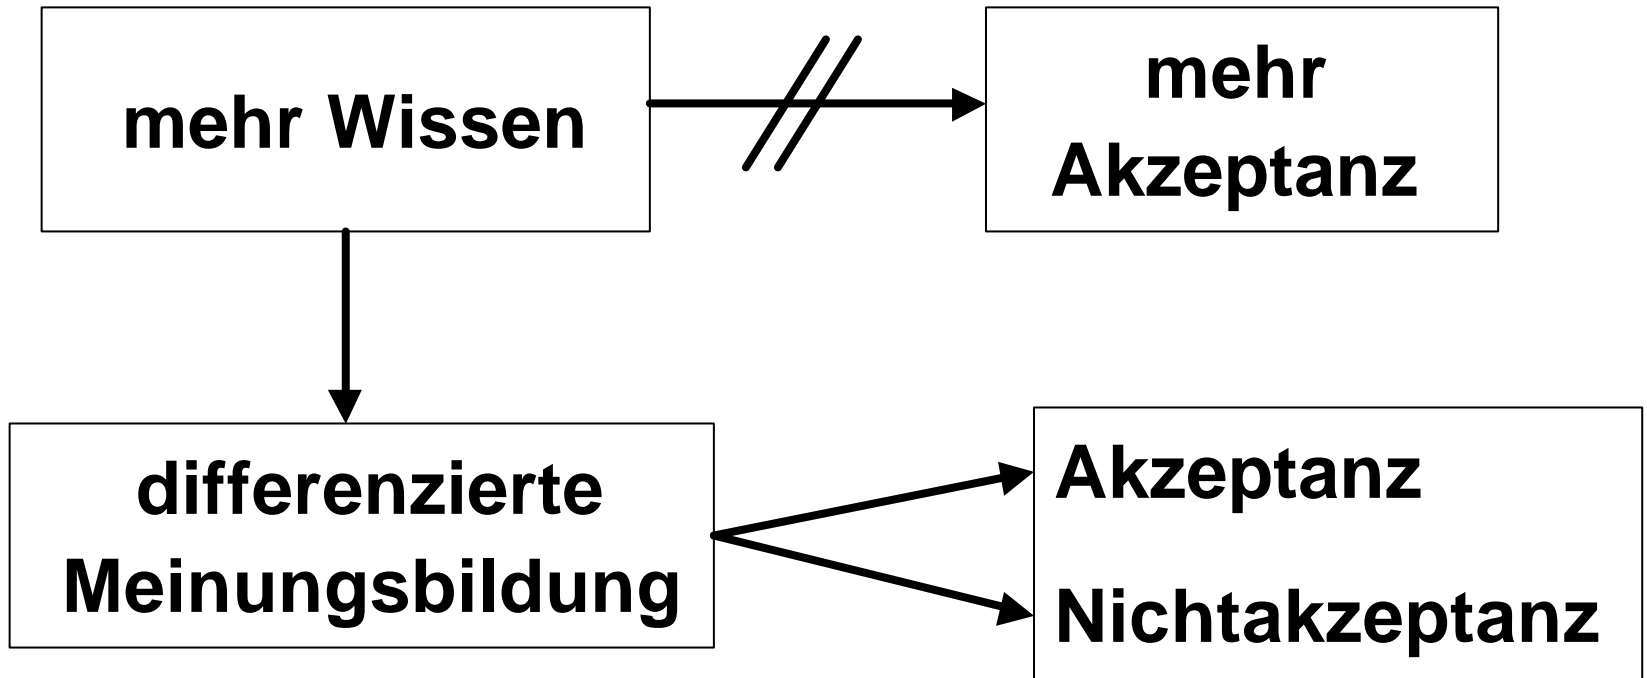 mehr Wissen
mehr
Akzeptanz
differenzierte
Meinungsbildung
Akzeptanz
Nichtakzeptanz